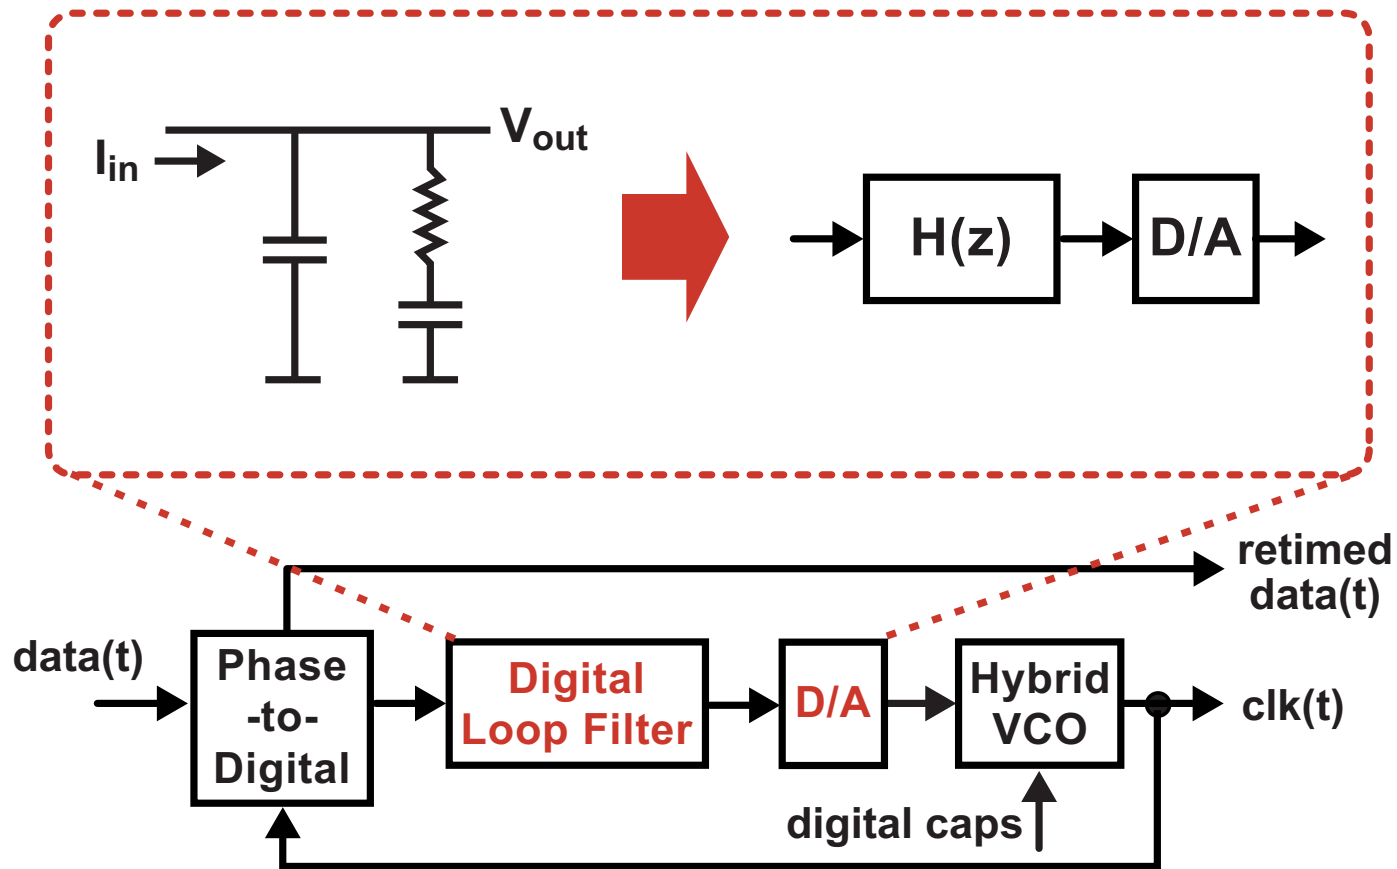 Iin
Vout
H(z)
D/A
retimed
data(t)
data(t)
Phase
-to-
Digital
Digital
Loop Filter
D/A
Hybrid
VCO
clk(t)
digital caps